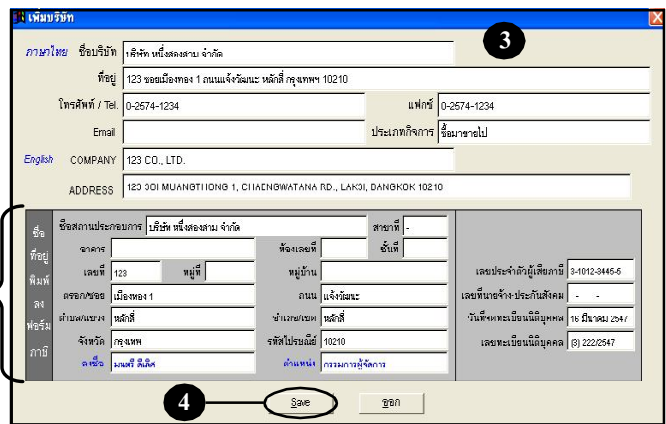 เพิ่มบริษัท
3
ภาษาไทย ชื่อบริษัท บริษัท หนึ่งสองสาม จำกัด
ที่อยู่ 123 ซอยเมืองทอง 1 ถนนแจ้งวัฒนะ หลักสี่ กรุงเทพฯ 10210
โทรศัพท์ / Tel. 0-2574-1234 แฟกซ์ 0-2574-1234
Email ประเภทกิจการ ซื้อมาขายไป
English COMPANY 123 CO., LTD.
ADDRESS 123 SOI MUANGTHONG 1, CHAENGWATANA RD., LAKSI, BANGKOK 10210
ชื่อ ที่อยู่ พิมพ์ ลง ฟอร์ม ภาษี
ชื่อสถานประกอบการ บริษัท หนึ่งสองสาม จำกัด สาขาที่ -
อาคาร ห้องเลขที่ ชั้นที่
เลขที่ 123 หมู่ที่ หมู่บ้าน เลขประจำตัวผู้เสียภาษี 3-1012-3445-5
ตรอก/ซอย เมืองทอง 1 ถนน แจ้งวัฒนะ เลขที่นายจ้าง-ประกันสังคม - -
ตำบล/แขวง หลักสี่ อำเภอ/เขต หลักสี่ วันที่จดทะเบียนนิติบุคคล 16 มีนาคม 2547
จังหวัด กรุงเทพ รหัสไปรษณีย์ 10210 เลขทะเบียนนิติบุคคล (3) 222/2547
ลงชื่อ มนตรี ดีเลิศ ตำแหน่ง กรรมการผู้จัดการ
4 Save ออก